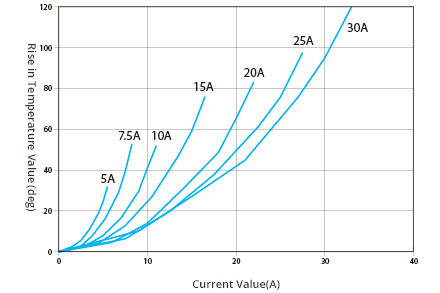 120
100
80
60
40
20
0
Rise in Temperature Value(deg)
5A
7.5A
10A
15A
20A
25A
30A
0
10
20
30
40
Current Value(A)